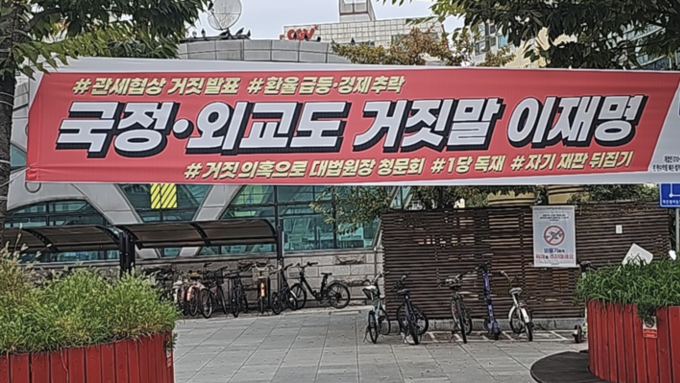 #관세협상 거짓발표 #환율급등·경제추락
국정·외교도 거짓말 이재명
#거짓 의혹으로 대법원장 청문회 #1당 독재 #자기 재판 뒤집기